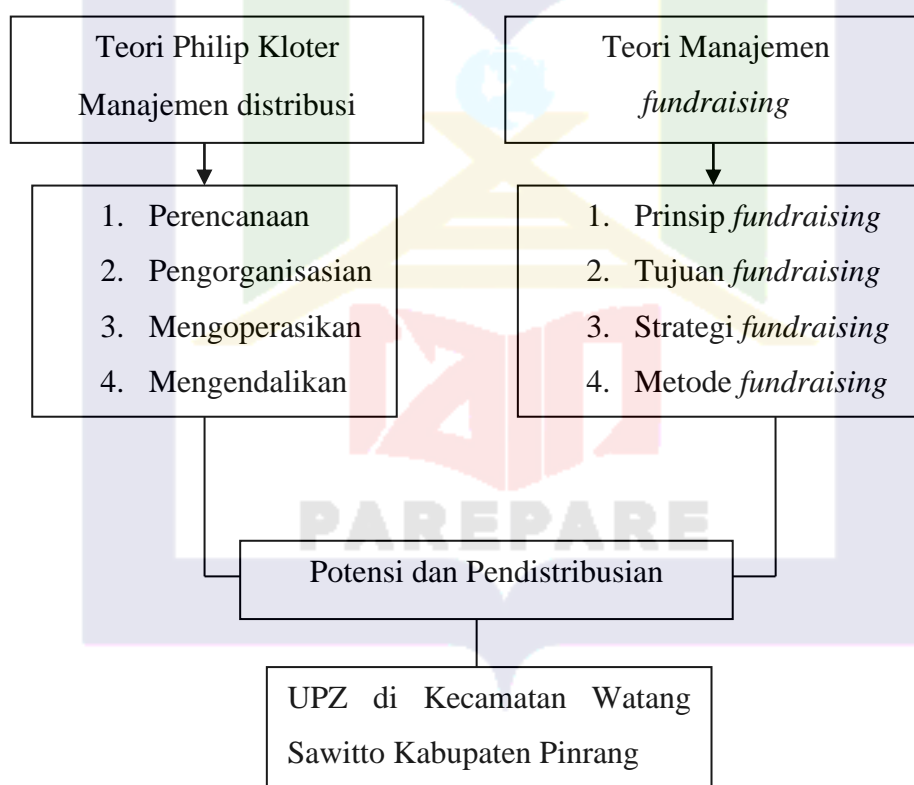 Teori Philip Kloter
Manajemen distribusi
Teori Manajemen
fundraising
1. Perencanaan
2. Pengorganisasian
3. Mengoperasikan
4. Mengendalikan
1. Prinsip fundraising
2. Tujuan fundraising
3. Strategi fundraising
4. Metode fundraising
PAREPARE
Potensi dan Pendistribusian
UPZ di Kecamatan Watang
Sawitto Kabupaten Pinrang